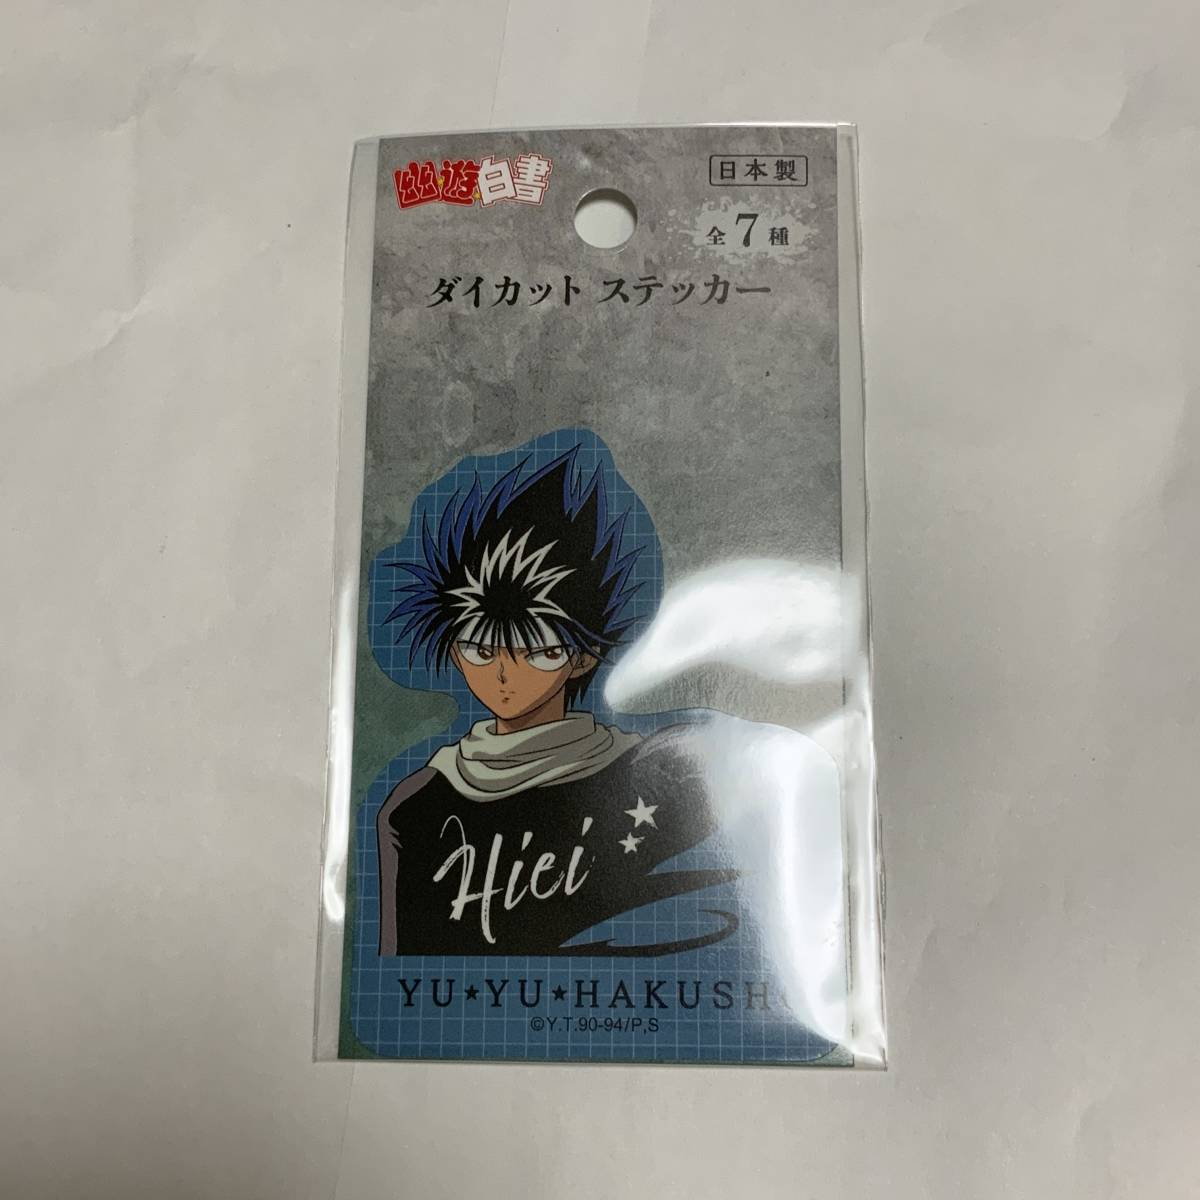 幽★遊★白書
日本製
全7種
ダイカット ステッカー
Hiei
YU★YU★HAKUSH
©Y.T.90-94/P,S